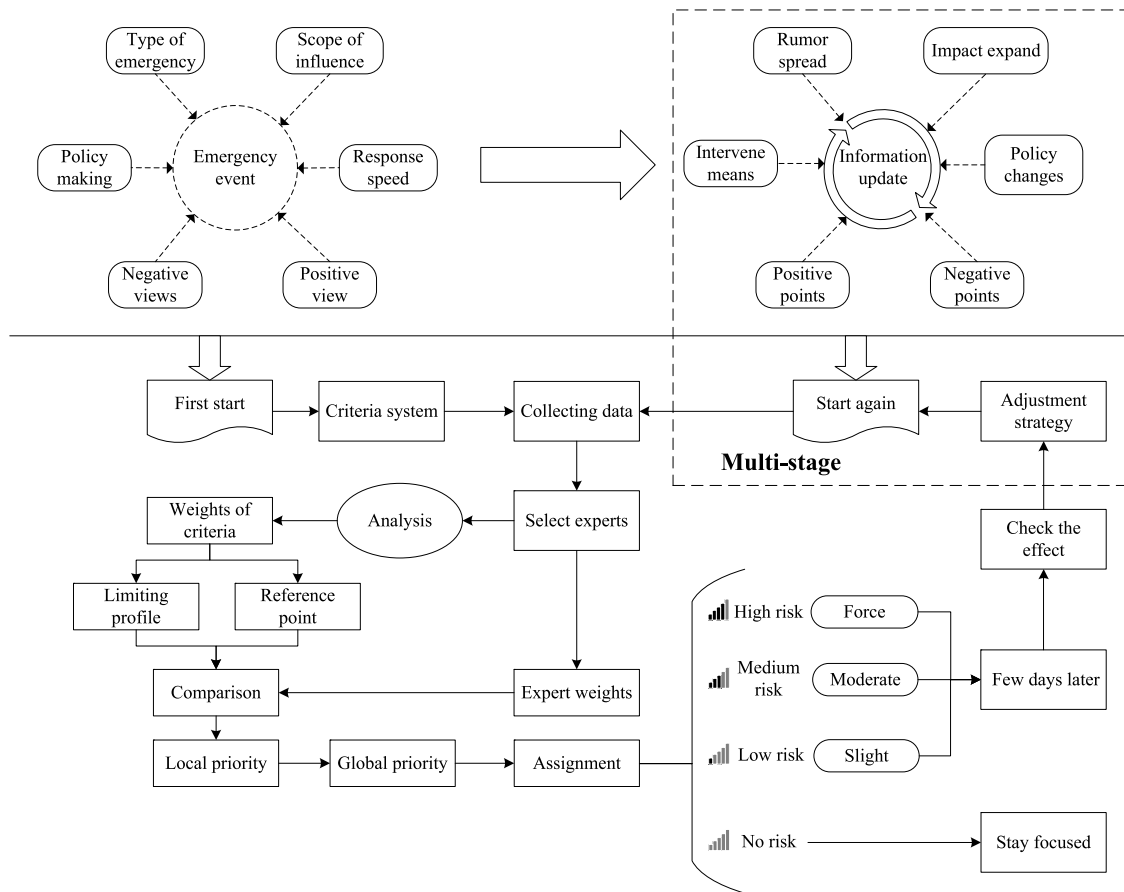 Type of
emergency
Scope of
influence
Policy
making
Emergency
event
Response
speed
Negative
views
Positive
view
Rumor
spread
Impact expand
Intervene
means
Information
update
Policy
changes
Positive
points
Negative
points
First start
Criteria system
Collecting data
Start again
Adjustment
strategy
Multi-stage
Weights of
criteria
Analysis
Select experts
Check the
effect
Limiting
profile
Reference
point
High risk
Force
Comparison
Expert weights
Medium
risk
Moderate
Few days later
Local priority
Global priority
Assignment
Low risk
Slight
No risk
Stay focused